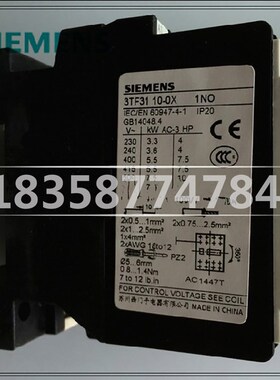 SIEMENS
SIEMENS
3TF31 10-0X 1NO
IEC/EN 60947-4-1 IP20
GB14048.4
V~ kW AC-3 HP
230 3.3 4
240 3.6 4
400 5.5 7.5
18358774784
2x0.5...1mm²
2x0.75...2.5mm²
2x1...2.5mm²
1x4mm²
2xAWG 16to12
PZ2
Ø5...6mm
0.8...1.4Nm
7 to 12 lb.in
AC1447T
FOR CONTROL VOLTAGE SEE COIL
MADE IN CHINA